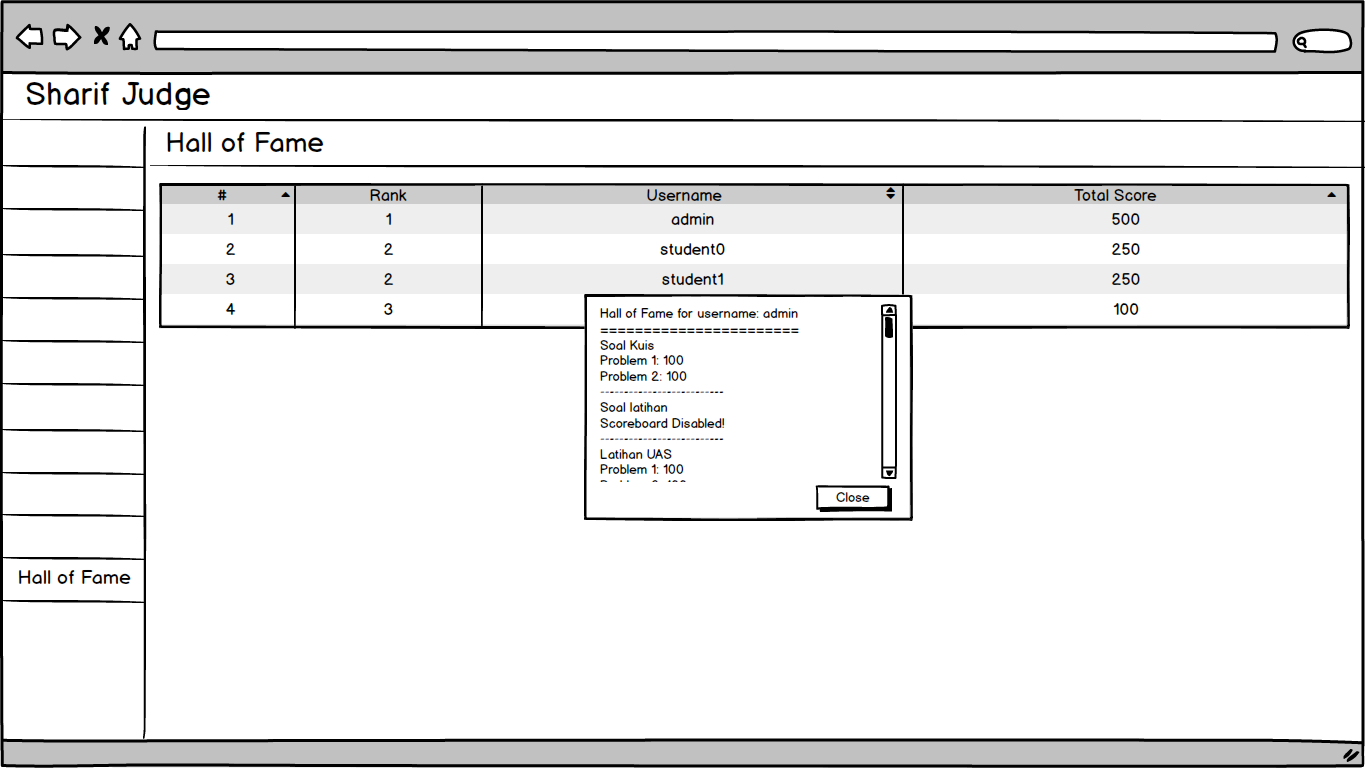 Sharif Judge
Hall of Fame
# Rank Username Total Score
1 1 admin 500
2 2 student0 250
3 2 student1 250
4 3 100
Hall of Fame for username: admin
=======================
Soal Kuis
Problem 1: 100
Problem 2: 100
-------------------------
Soal latihan
Scoreboard Disabled!
-------------------------
Latihan UAS
Problem 1: 100
Close
Hall of Fame